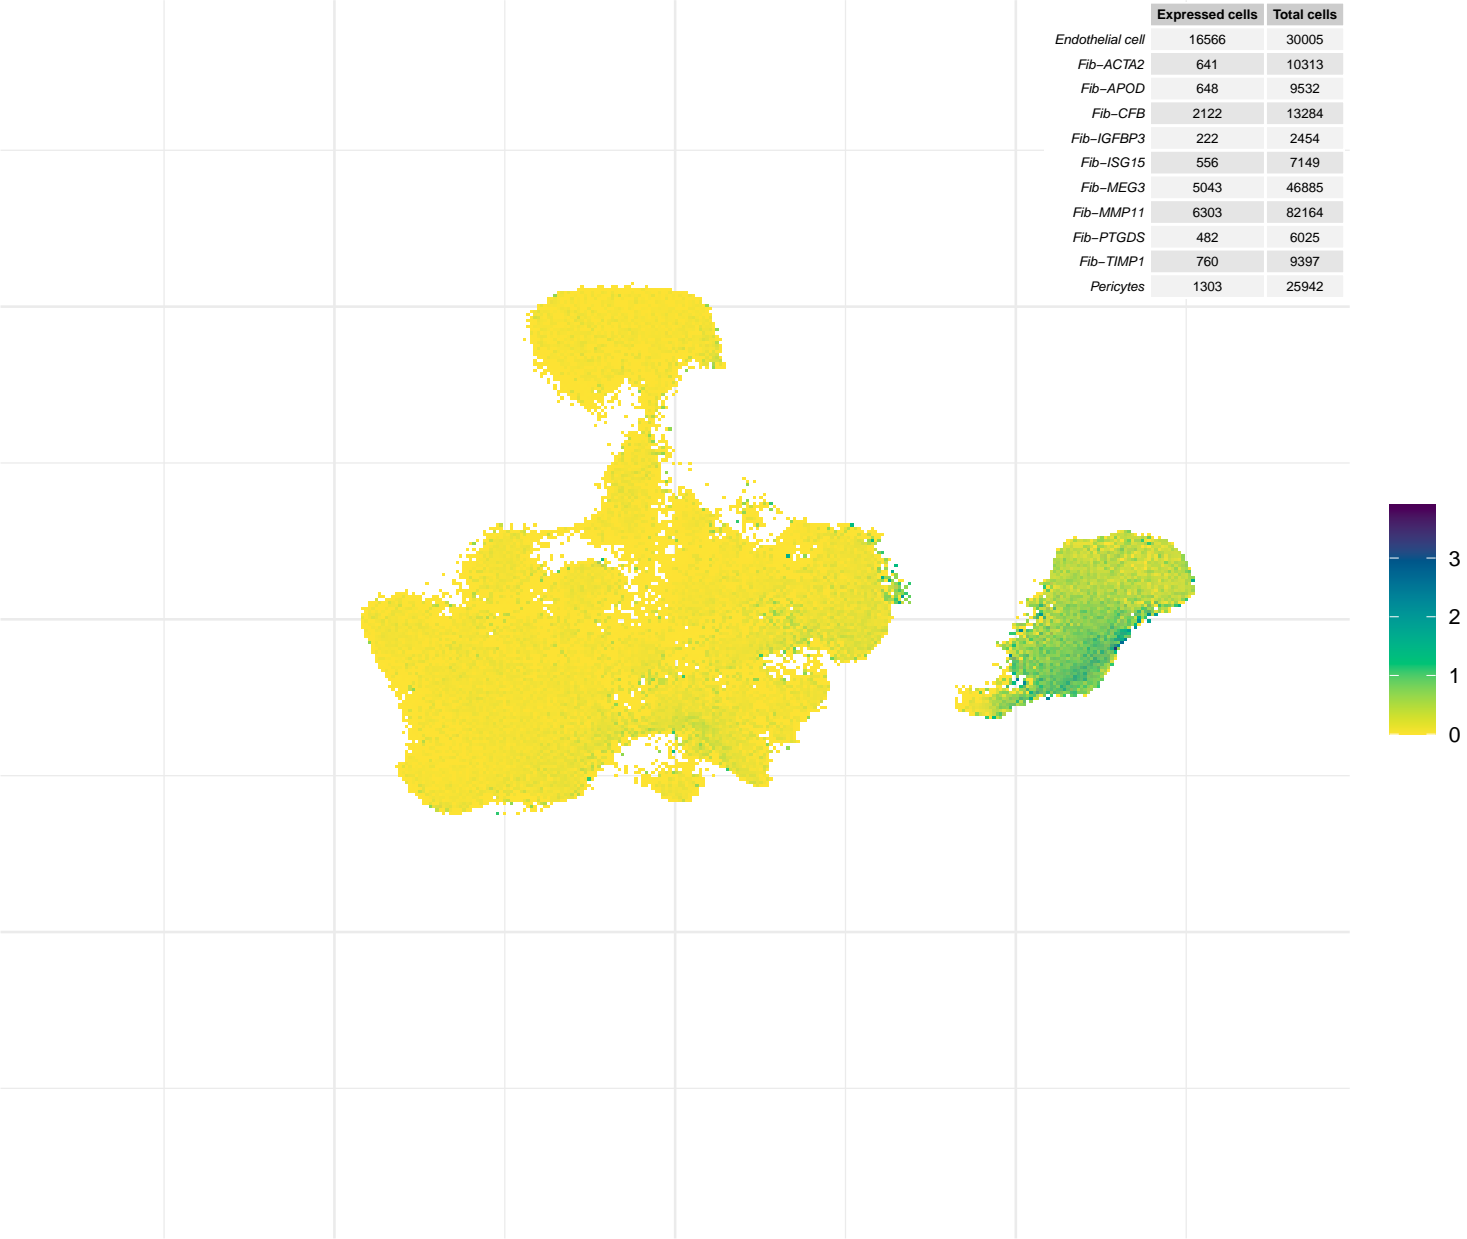 Expressed cells Total cells
Endothelial cell 16566 30005
Fib−ACTA2 641 10313
Fib−APOD 648 9532
Fib−CFB 2122 13284
Fib−IGFBP3 222 2454
Fib−ISG15 556 7149
Fib−MEG3 5043 46885
Fib−MMP11 6303 82164
Fib−PTGDS 482 6025
Fib−TIMP1 760 9397
Pericytes 1303 25942
3
2
1
0